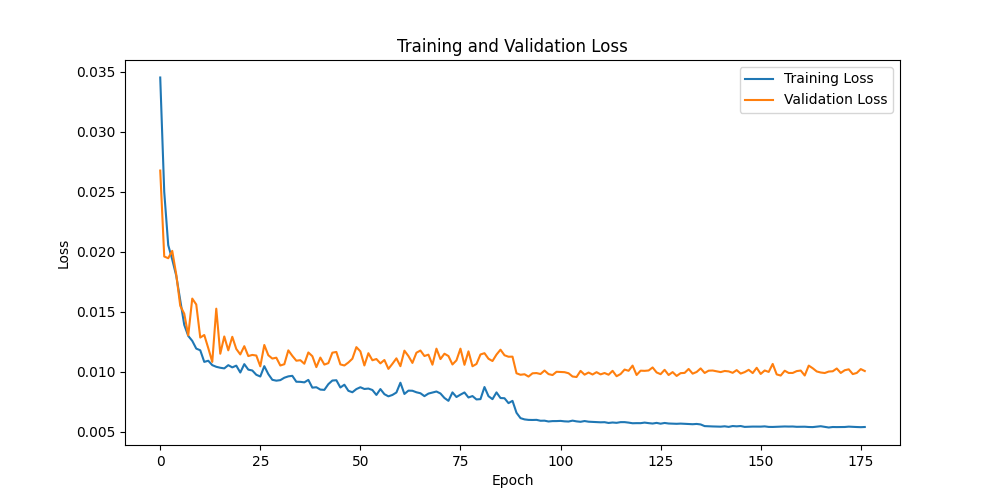 Training and Validation Loss
Training Loss
Validation Loss
0.035
0.030
0.025
0.020
0.015
0.010
0.005
Loss
0 25 50 75 100 125 150 175
Epoch